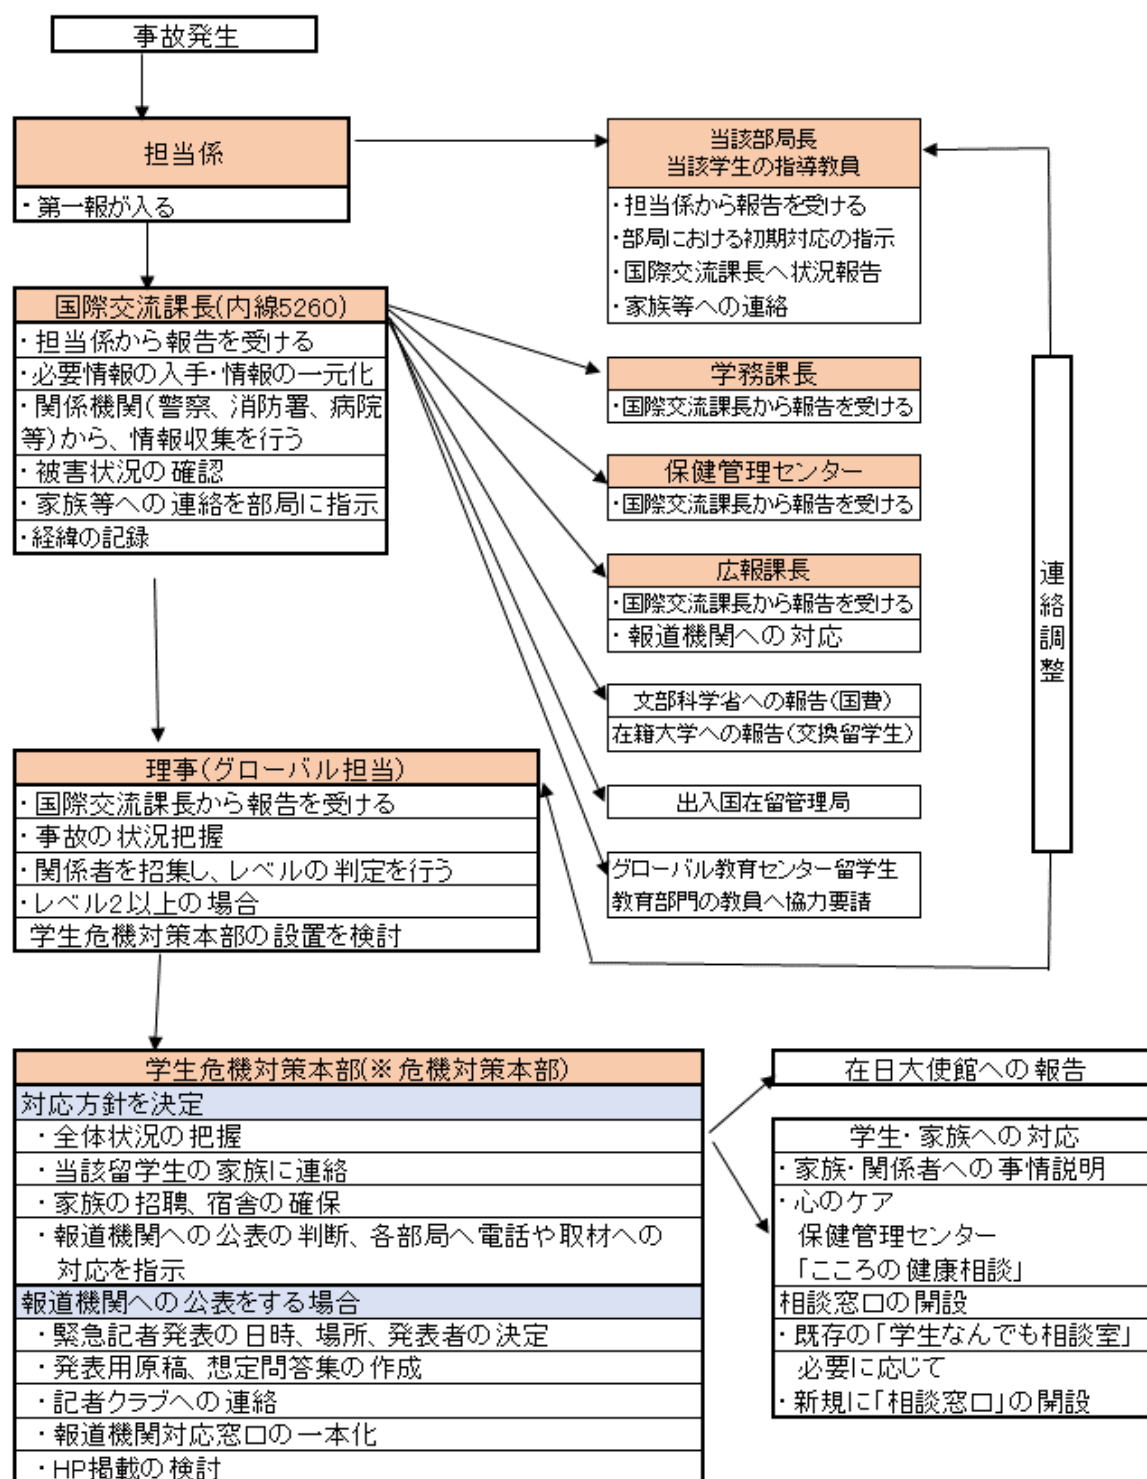 事故発生
担当係
・第一報が入る
当該部局長
当該学生の指導教員
・担当係から報告を受ける
・部局における初期対応の指示
・国際交流課長へ状況報告
・家族等への連絡
国際交流課長(内線5260)
・担当係から報告を受ける
・必要情報の入手・情報の一元化
・関係機関(警察、消防署、病院
等)から、情報収集を行う
・被害状況の確認
・家族等への連絡を部局に指示
・経緯の記録
学務課長
・国際交流課長から報告を受ける
保健管理センター
・国際交流課長から報告を受ける
広報課長
・国際交流課長から報告を受ける
・報道機関への対応
文部科学省への報告(国費)
在籍大学への報告(交換留学生)
出入国在留管理局
グローバル教育センター留学生
教育部門の教員へ協力要請
連絡調整
理事(グローバル担当)
・国際交流課長から報告を受ける
・事故の状況把握
・関係者を招集し、レベルの判定を行う
・レベル2以上の場合
学生危機対策本部の設置を検討
学生危機対策本部(※危機対策本部)
対応方針を決定
・全体状況の把握
・当該留学生の家族に連絡
・家族の招聘、宿舎の確保
・報道機関への公表の判断、各部局へ電話や取材への
対応を指示
報道機関への公表をする場合
・緊急記者発表の日時、場所、発表者の決定
・発表用原稿、想定問答集の作成
・記者クラブへの連絡
・報道機関対応窓口の一本化
・HP掲載の検討
在日大使館への報告
学生・家族への対応
・家族・関係者への事情説明
・心のケア
保健管理センター
「こころの健康相談」
相談窓口の開設
・既存の「学生なんでも相談室」
必要に応じて
・新規に「相談窓口」の開設